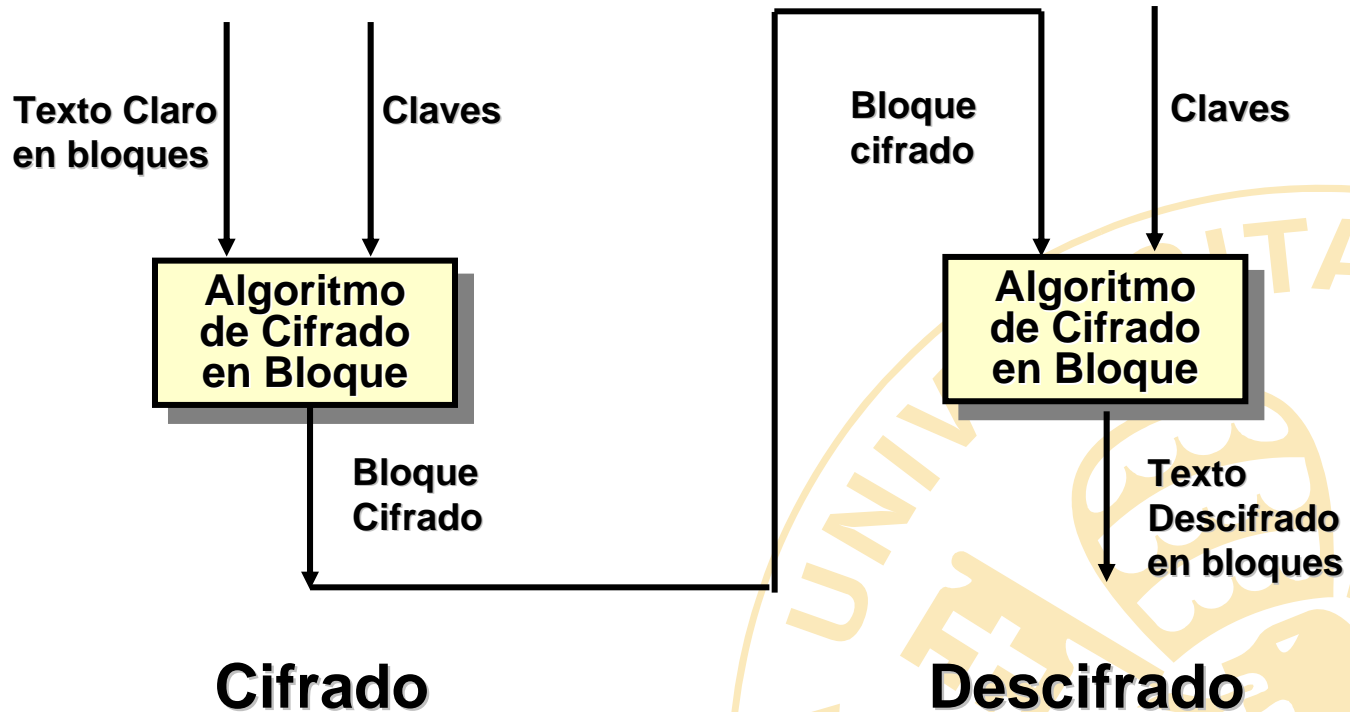 Texto Claro
en bloques
Claves
Algoritmo
de Cifrado
en Bloque
Bloque
Cifrado
Cifrado
Bloque
cifrado
Claves
Algoritmo
de Cifrado
en Bloque
Texto
Descifrado
en bloques
Descifrado